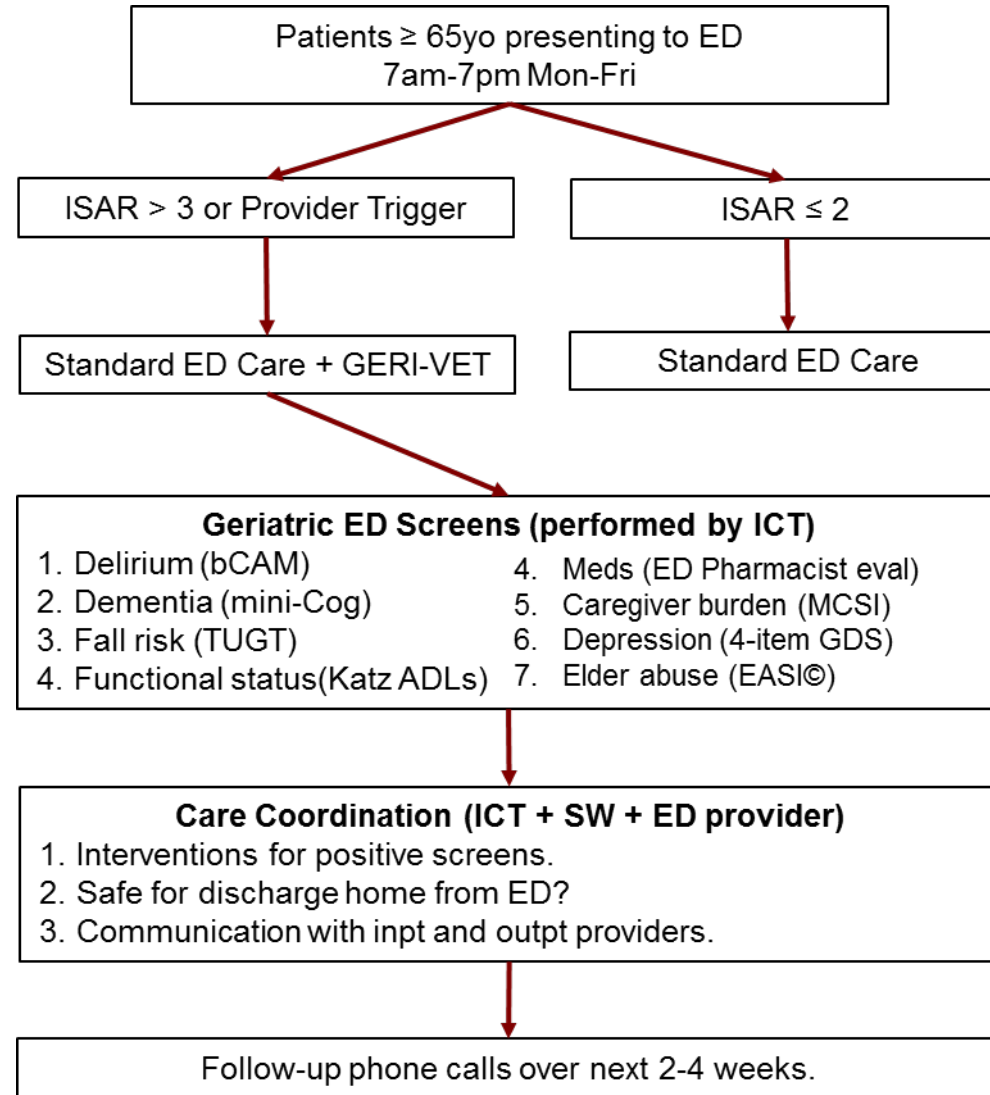 Patients ≥ 65yo presenting to ED
7am-7pm Mon-Fri
ISAR > 3 or Provider Trigger
ISAR ≤ 2
Standard ED Care + GERI-VET
Standard ED Care
Geriatric ED Screens (performed by ICT)
1. Delirium (bCAM)
2. Dementia (mini-Cog)
3. Fall risk (TUGT)
4. Functional status(Katz ADLs)
4. Meds (ED Pharmacist eval)
5. Caregiver burden (MCSI)
6. Depression (4-item GDS)
7. Elder abuse (EASI©)
Care Coordination (ICT + SW + ED provider)
1. Interventions for positive screens.
2. Safe for discharge home from ED?
3. Communication with inpt and outpt providers.
Follow-up phone calls over next 2-4 weeks.